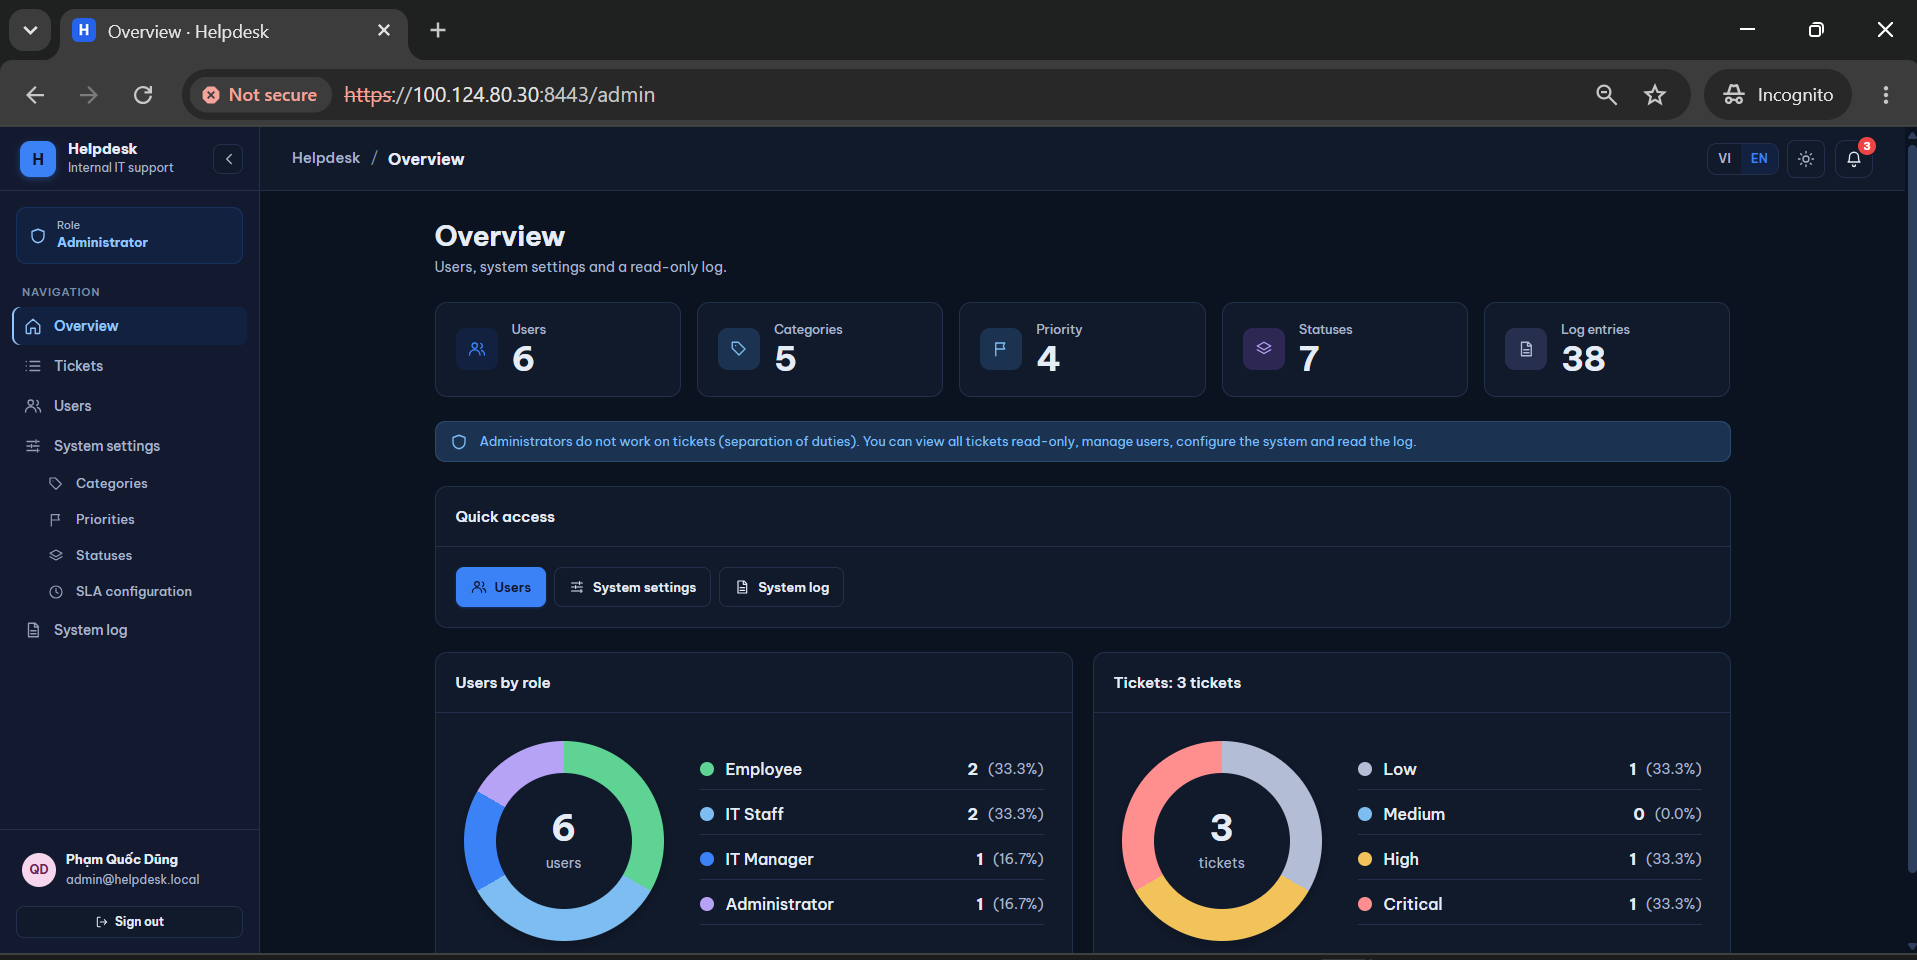 H Overview · Helpdesk
Not secure https://100.124.80.30:8443/admin Incognito
H Helpdesk
Internal IT support
Helpdesk / Overview
VI EN 3
Role
Administrator
NAVIGATION
Overview
Tickets
Users
System settings
Categories
Priorities
Statuses
SLA configuration
System log
QD Phạm Quốc Dũng
admin@helpdesk.local
Sign out
Overview
Users, system settings and a read-only log.
Users
6
Categories
5
Priority
4
Statuses
7
Log entries
38
Administrators do not work on tickets (separation of duties). You can view all tickets read-only, manage users, configure the system and read the log.
Quick access
Users System settings System log
Users by role
6
users
Employee 2 (33.3%)
IT Staff 2 (33.3%)
IT Manager 1 (16.7%)
Administrator 1 (16.7%)
Tickets: 3 tickets
3
tickets
Low 1 (33.3%)
Medium 0 (0.0%)
High 1 (33.3%)
Critical 1 (33.3%)